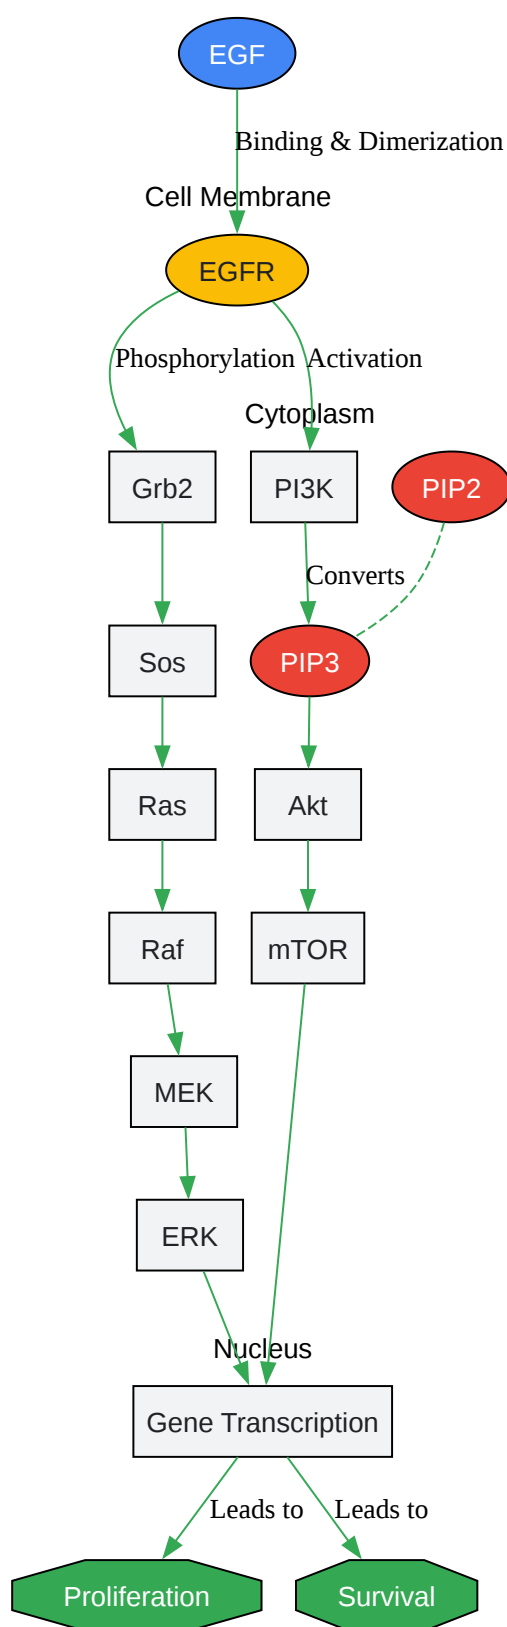 EGF
Binding & Dimerization
Cell Membrane
EGFR
Phosphorylation
Activation
Cytoplasm
Grb2
PI3K
PIP2
Converts
Sos
PIP3
Ras
Akt
Raf
mTOR
MEK
ERK
Nucleus
Gene Transcription
Leads to
Leads to
Proliferation
Survival